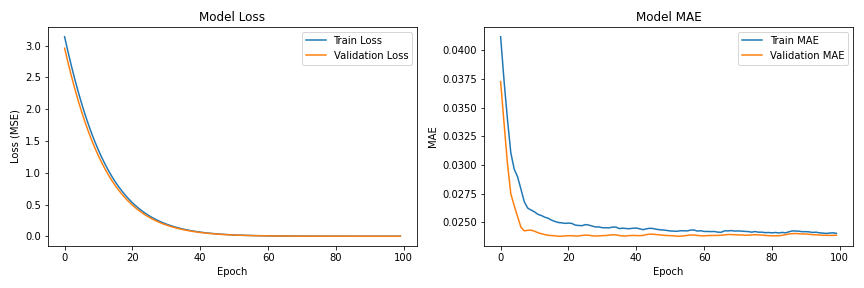 Model Loss
Train Loss
Validation Loss
Loss (MSE)
3.0
2.5
2.0
1.5
1.0
0.5
0.0
0 20 40 60 80 100
Epoch
Model MAE
Train MAE
Validation MAE
MAE
0.0400
0.0375
0.0350
0.0325
0.0300
0.0275
0.0250
0 20 40 60 80 100
Epoch